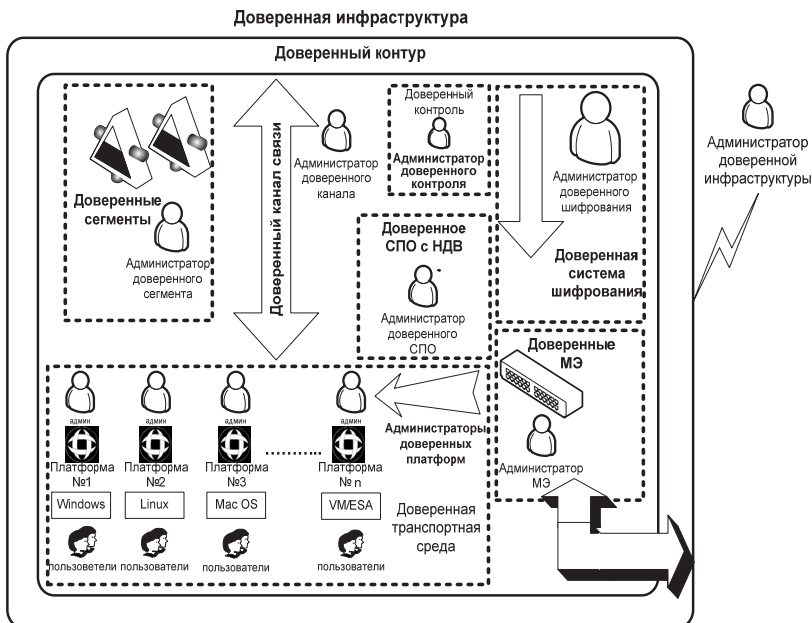 Доверенная инфраструктура
Доверенный контур
Доверенные
сегменты
Администратор
доверенного
сегмента
Доверенный канал связи
Администратор
доверенного
канала
Доверенный
контроль
Администратор
доверенного
контроля
Администратор
доверенного
шифрования
Доверенная
система
шифрования
Администратор
доверенной
инфраструктуры
Доверенное
СПО с НДВ
Администратор
доверенного
СПО
Доверенные
МЭ
Администратор
МЭ
админ
админ
админ
админ
Администраторы
доверенных
платформ
Платформа
№1
Платформа
№2
Платформа
№3
Платформа
№ n
Windows
Linux
Mac OS
VM/ESA
Доверенная
транспортная
среда
пользоветели
пользователи
пользователи
пользователи